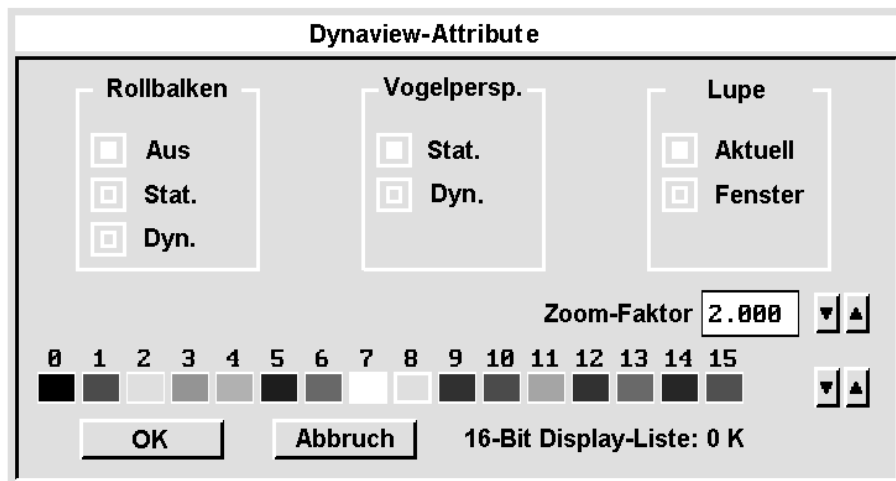 Dynaview-Attribute
Rollbalken Vogelpersp. Lupe
Aus Stat. Aktuell
Stat. Dyn. Fenster
Dyn.
Zoom-Faktor 2.000
0 1 2 3 4 5 6 7 8 9 10 11 12 13 14 15
OK Abbruch 16-Bit Display-Liste: 0 K